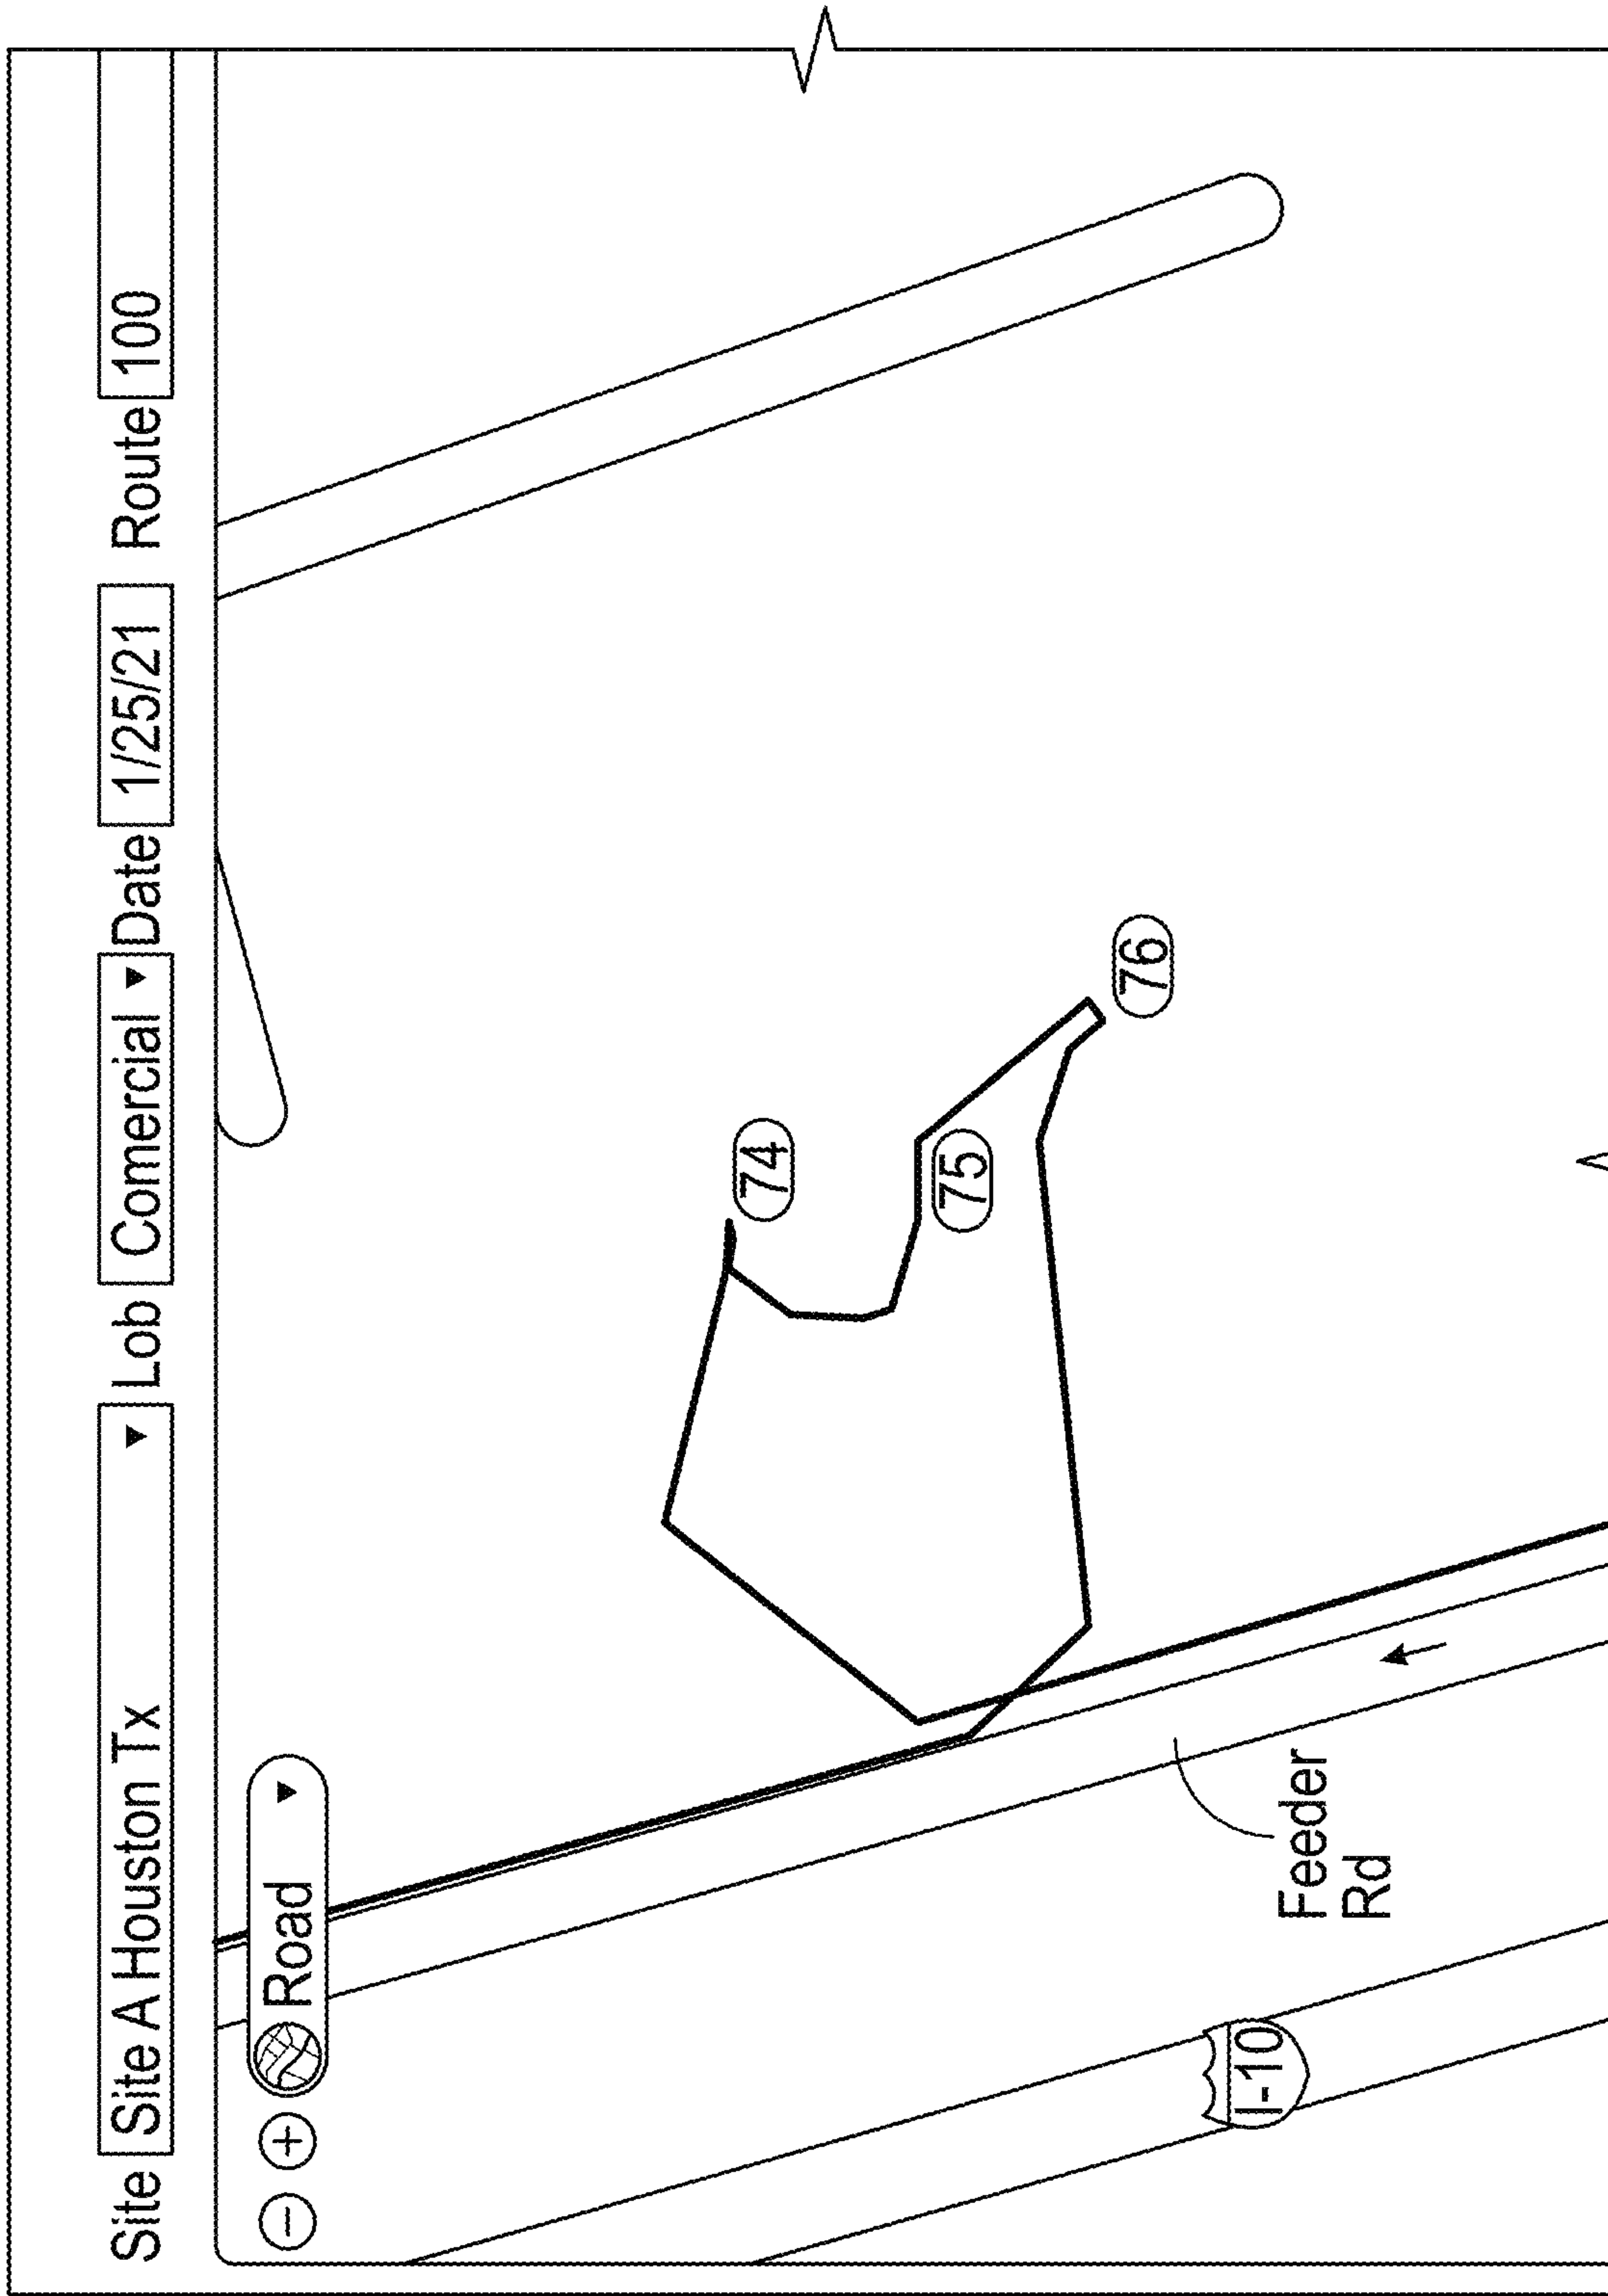 Site Site A Houston Tx ▼ Lob Comercial ▼ Date 1/25/21 Route 100
− + Road ▼
74
75
76
Feeder
Rd
I-10